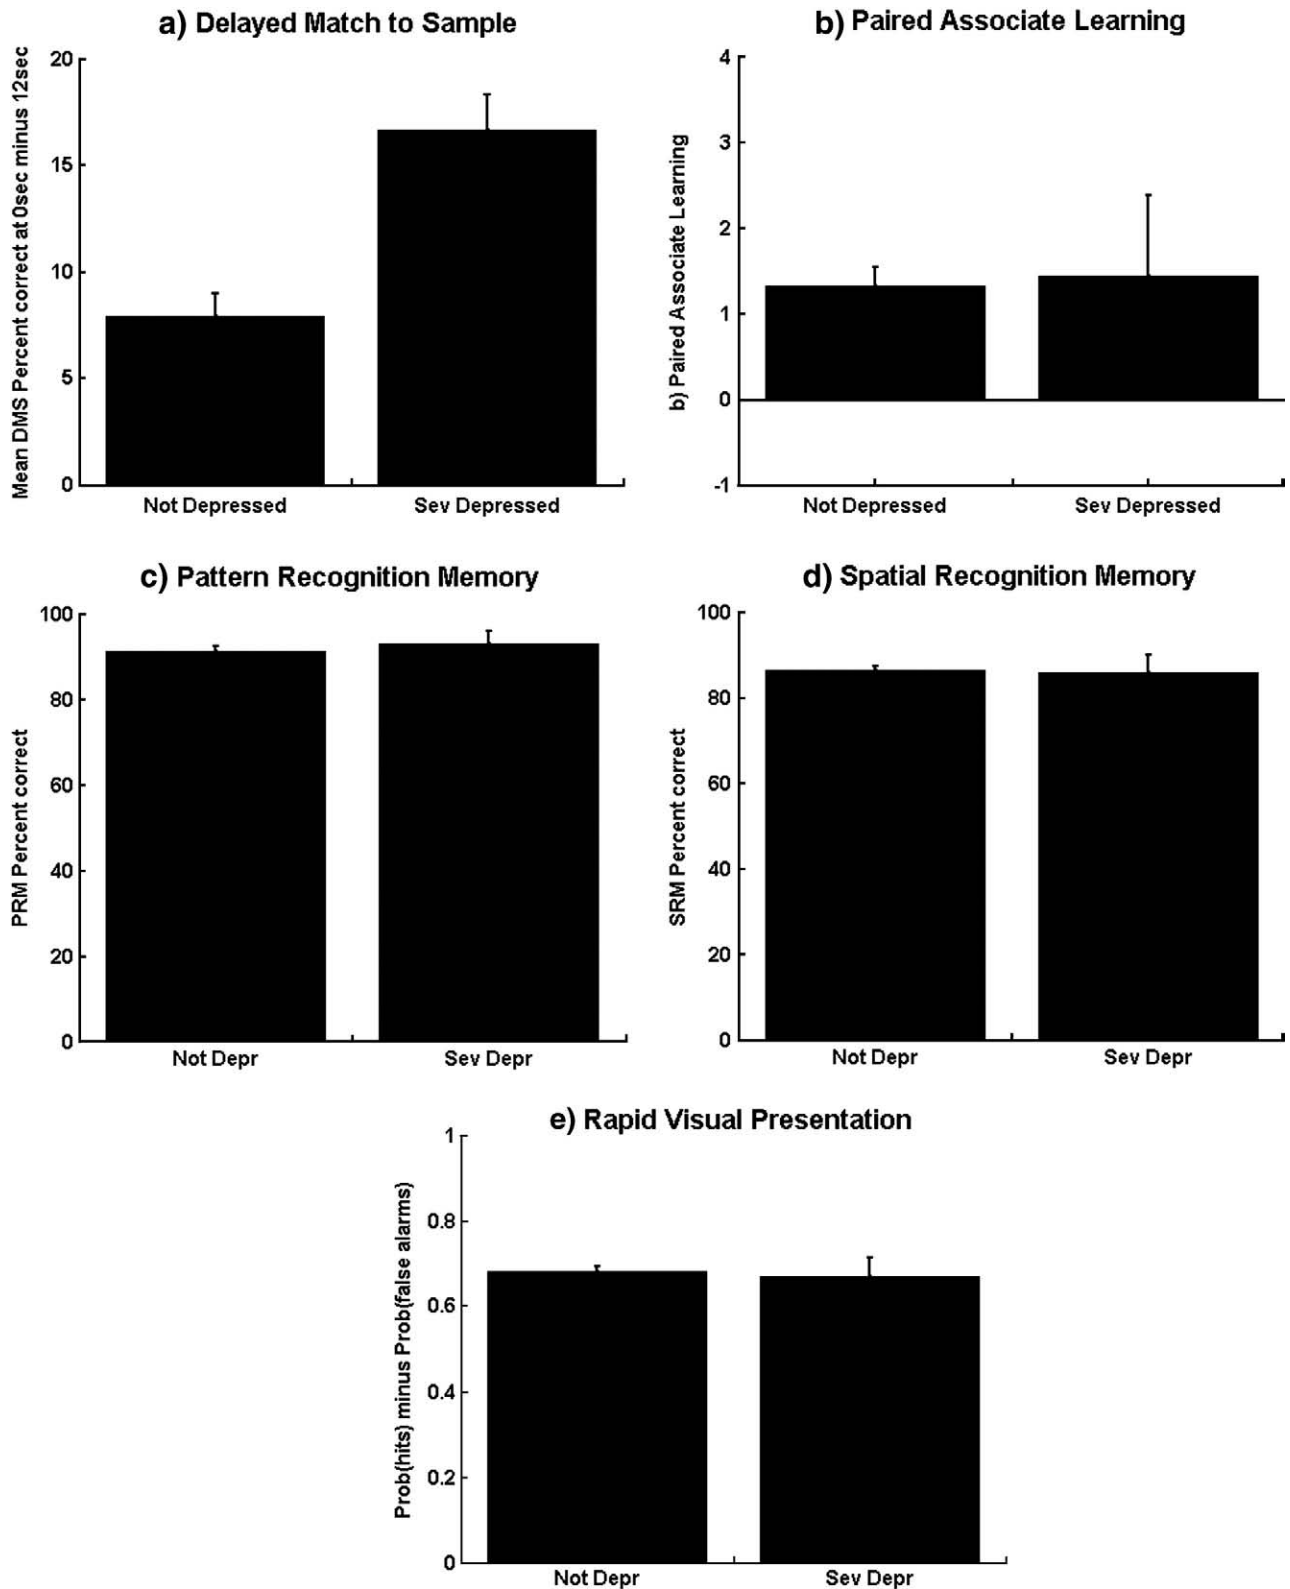 a) Delayed Match to Sample
Mean DMS Percent correct at 0sec minus 12sec
20
15
10
5
0
Not Depressed
Sev Depressed
b) Paired Associate Learning
b) Paired Associate Learning
4
3
2
1
0
-1
Not Depressed
Sev Depressed
c) Pattern Recognition Memory
PRM Percent correct
100
80
60
40
20
0
Not Depr
Sev Depr
d) Spatial Recognition Memory
SRM Percent correct
100
80
60
40
20
0
Not Depr
Sev Depr
e) Rapid Visual Presentation
Prob(hits) minus Prob(false alarms)
1
0.8
0.6
0.4
0.2
0
Not Depr
Sev Depr